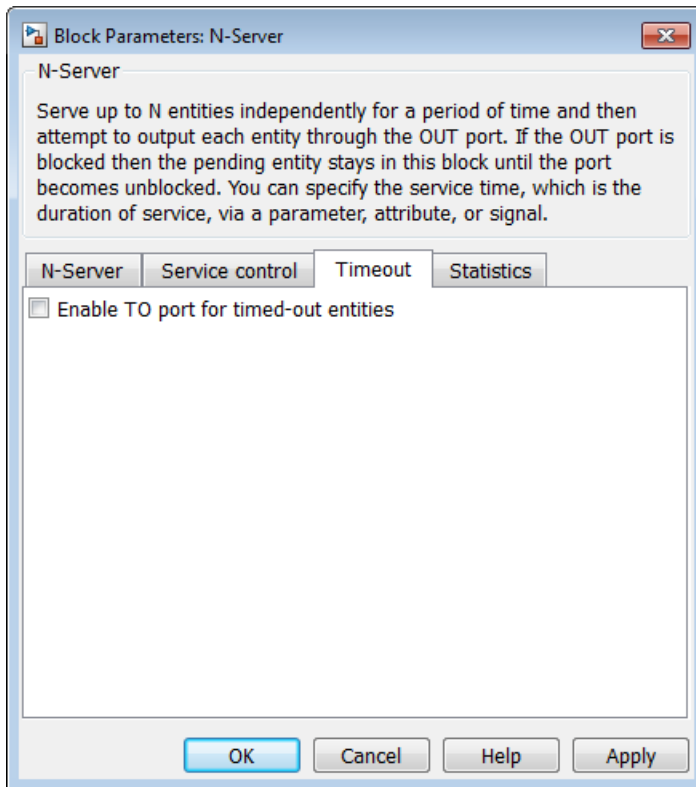 Block Parameters: N-Server
N-Server
Serve up to N entities independently for a period of time and then
attempt to output each entity through the OUT port. If the OUT port is
blocked then the pending entity stays in this block until the port
becomes unblocked. You can specify the service time, which is the
duration of service, via a parameter, attribute, or signal.
N-Server Service control Timeout Statistics
Enable TO port for timed-out entities
OK Cancel Help Apply